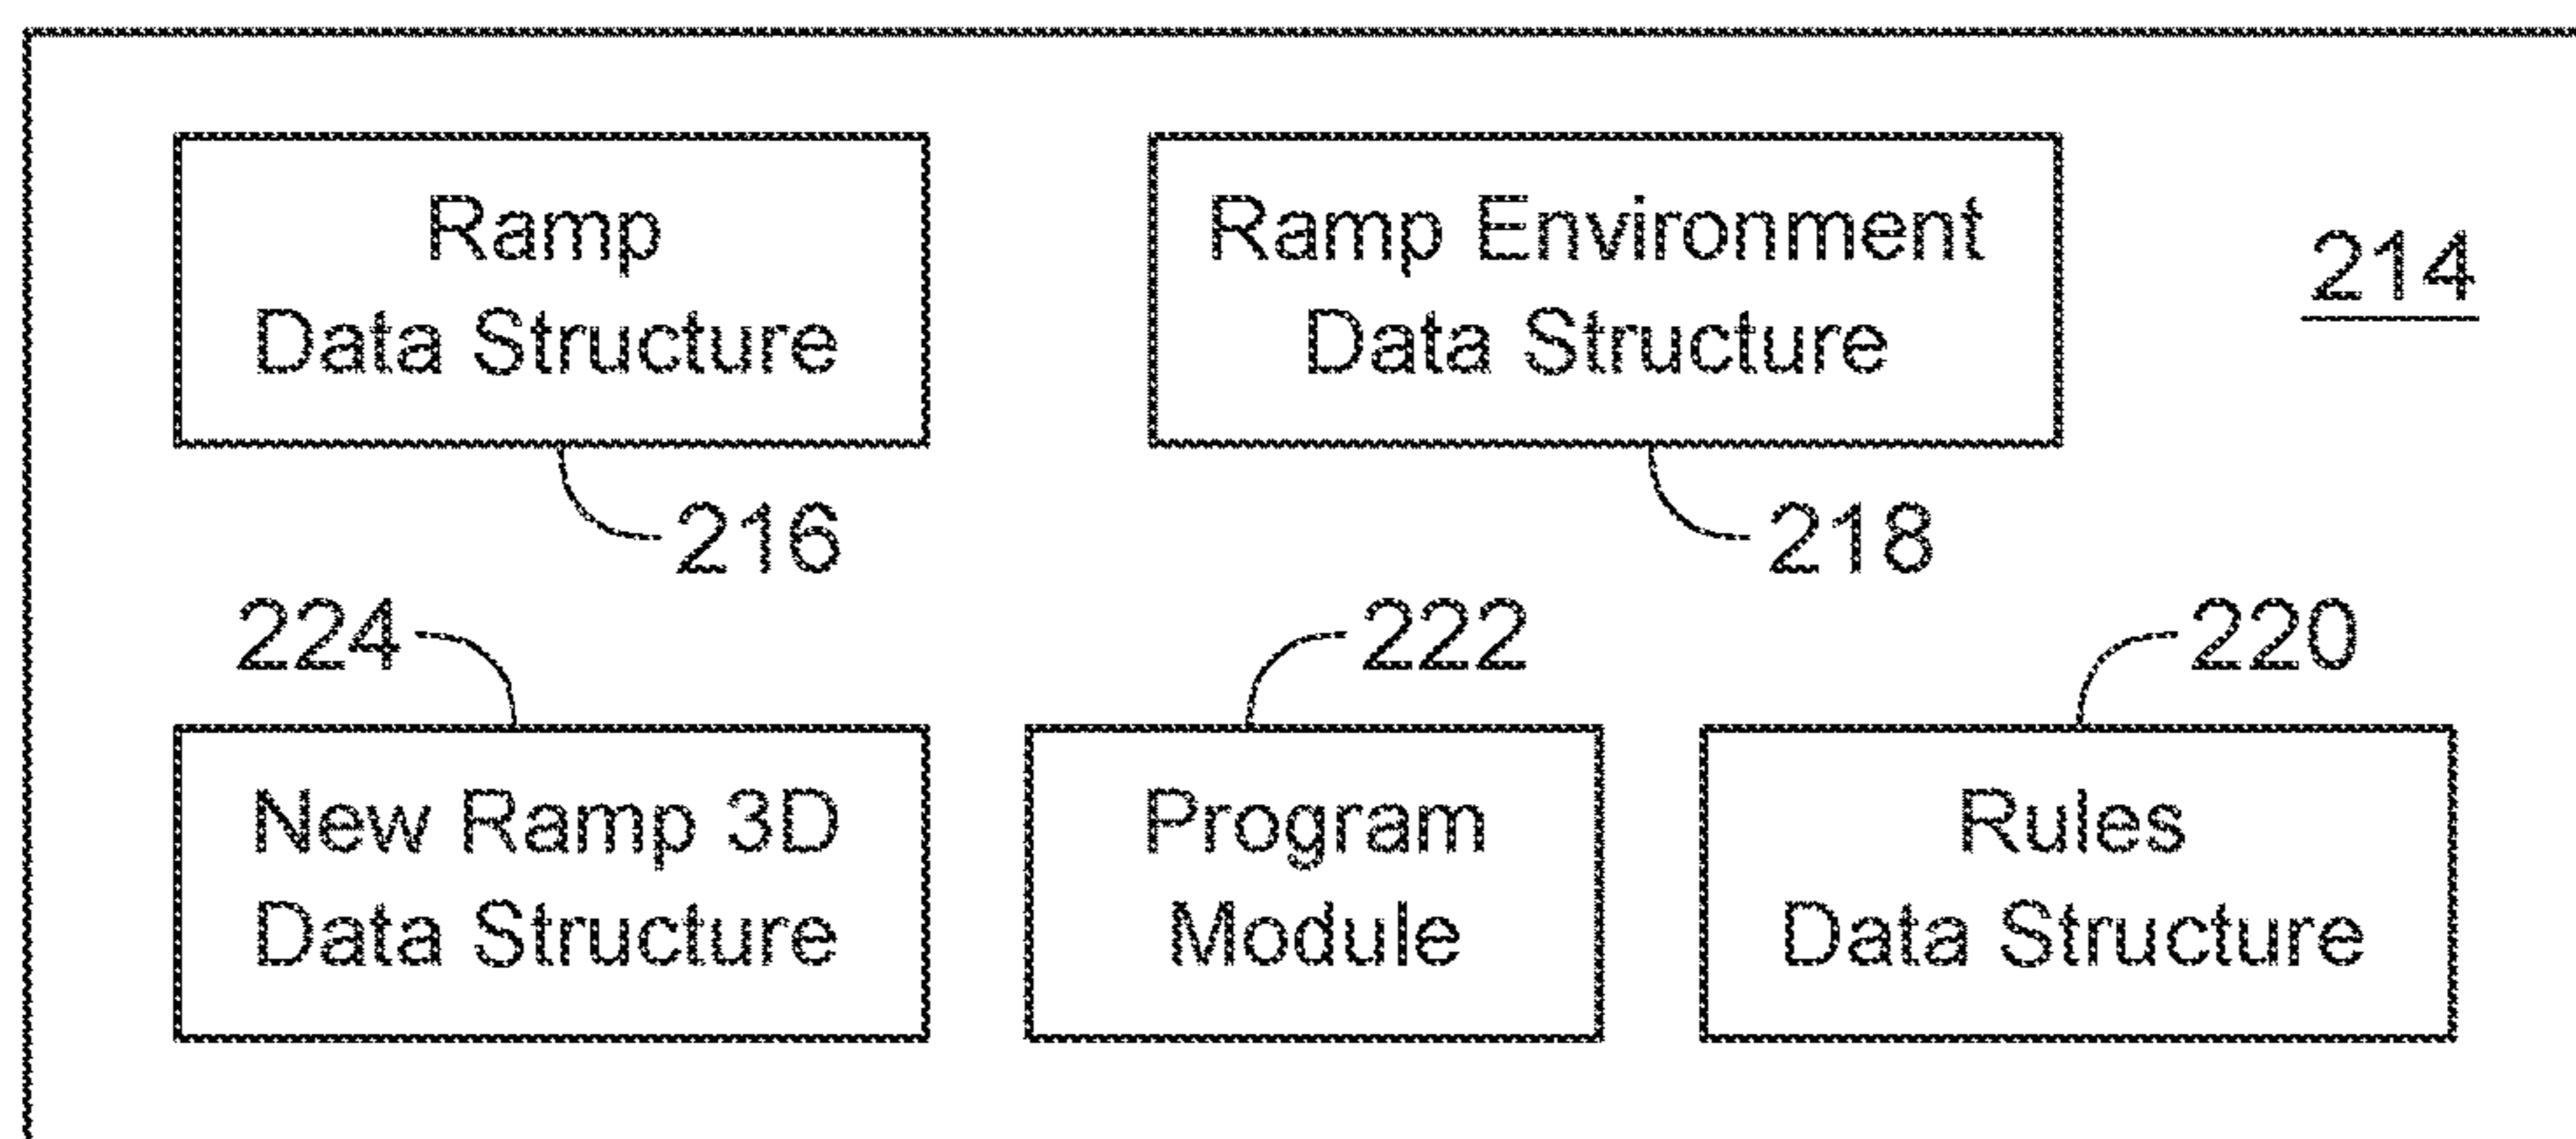 Ramp
Data Structure
Ramp Environment
Data Structure
214
216
218
224
222
220
New Ramp 3D
Data Structure
Program
Module
Rules
Data Structure